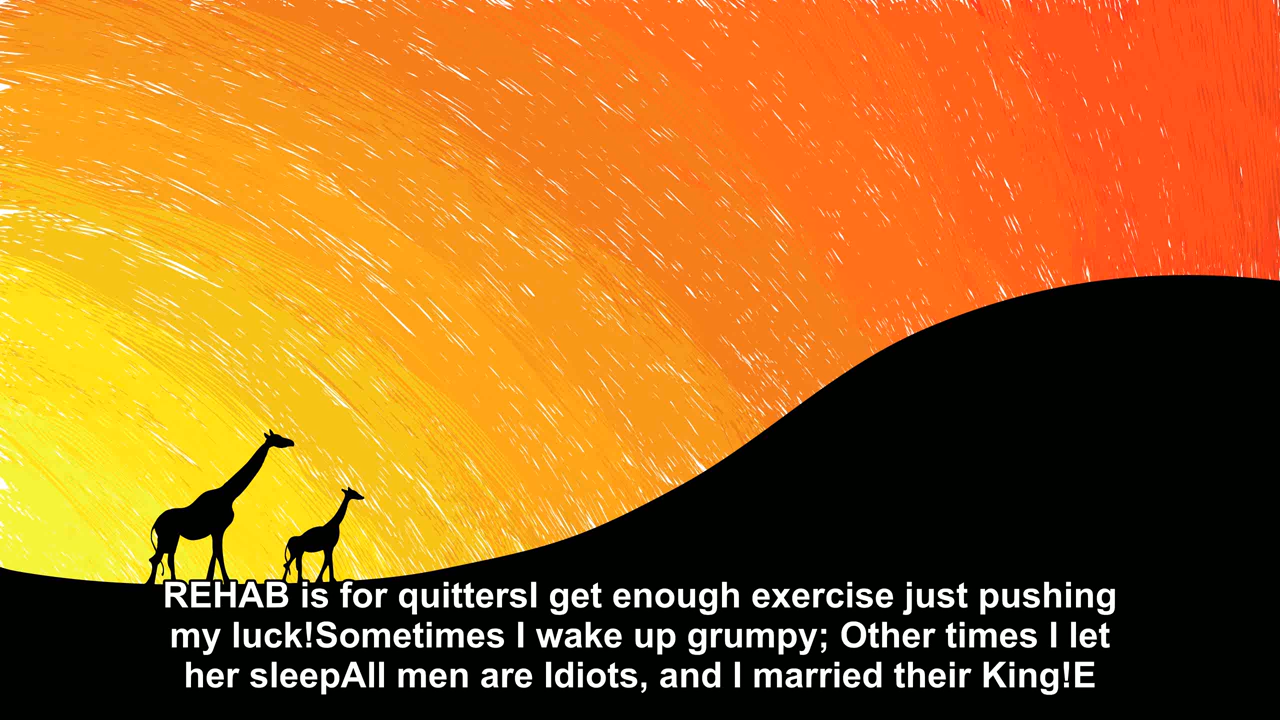 REHAB is for quittersI get enough exercise just pushing
my luck!Sometimes I wake up grumpy; Other times I let
her sleepAll men are Idiots, and I married their King!E